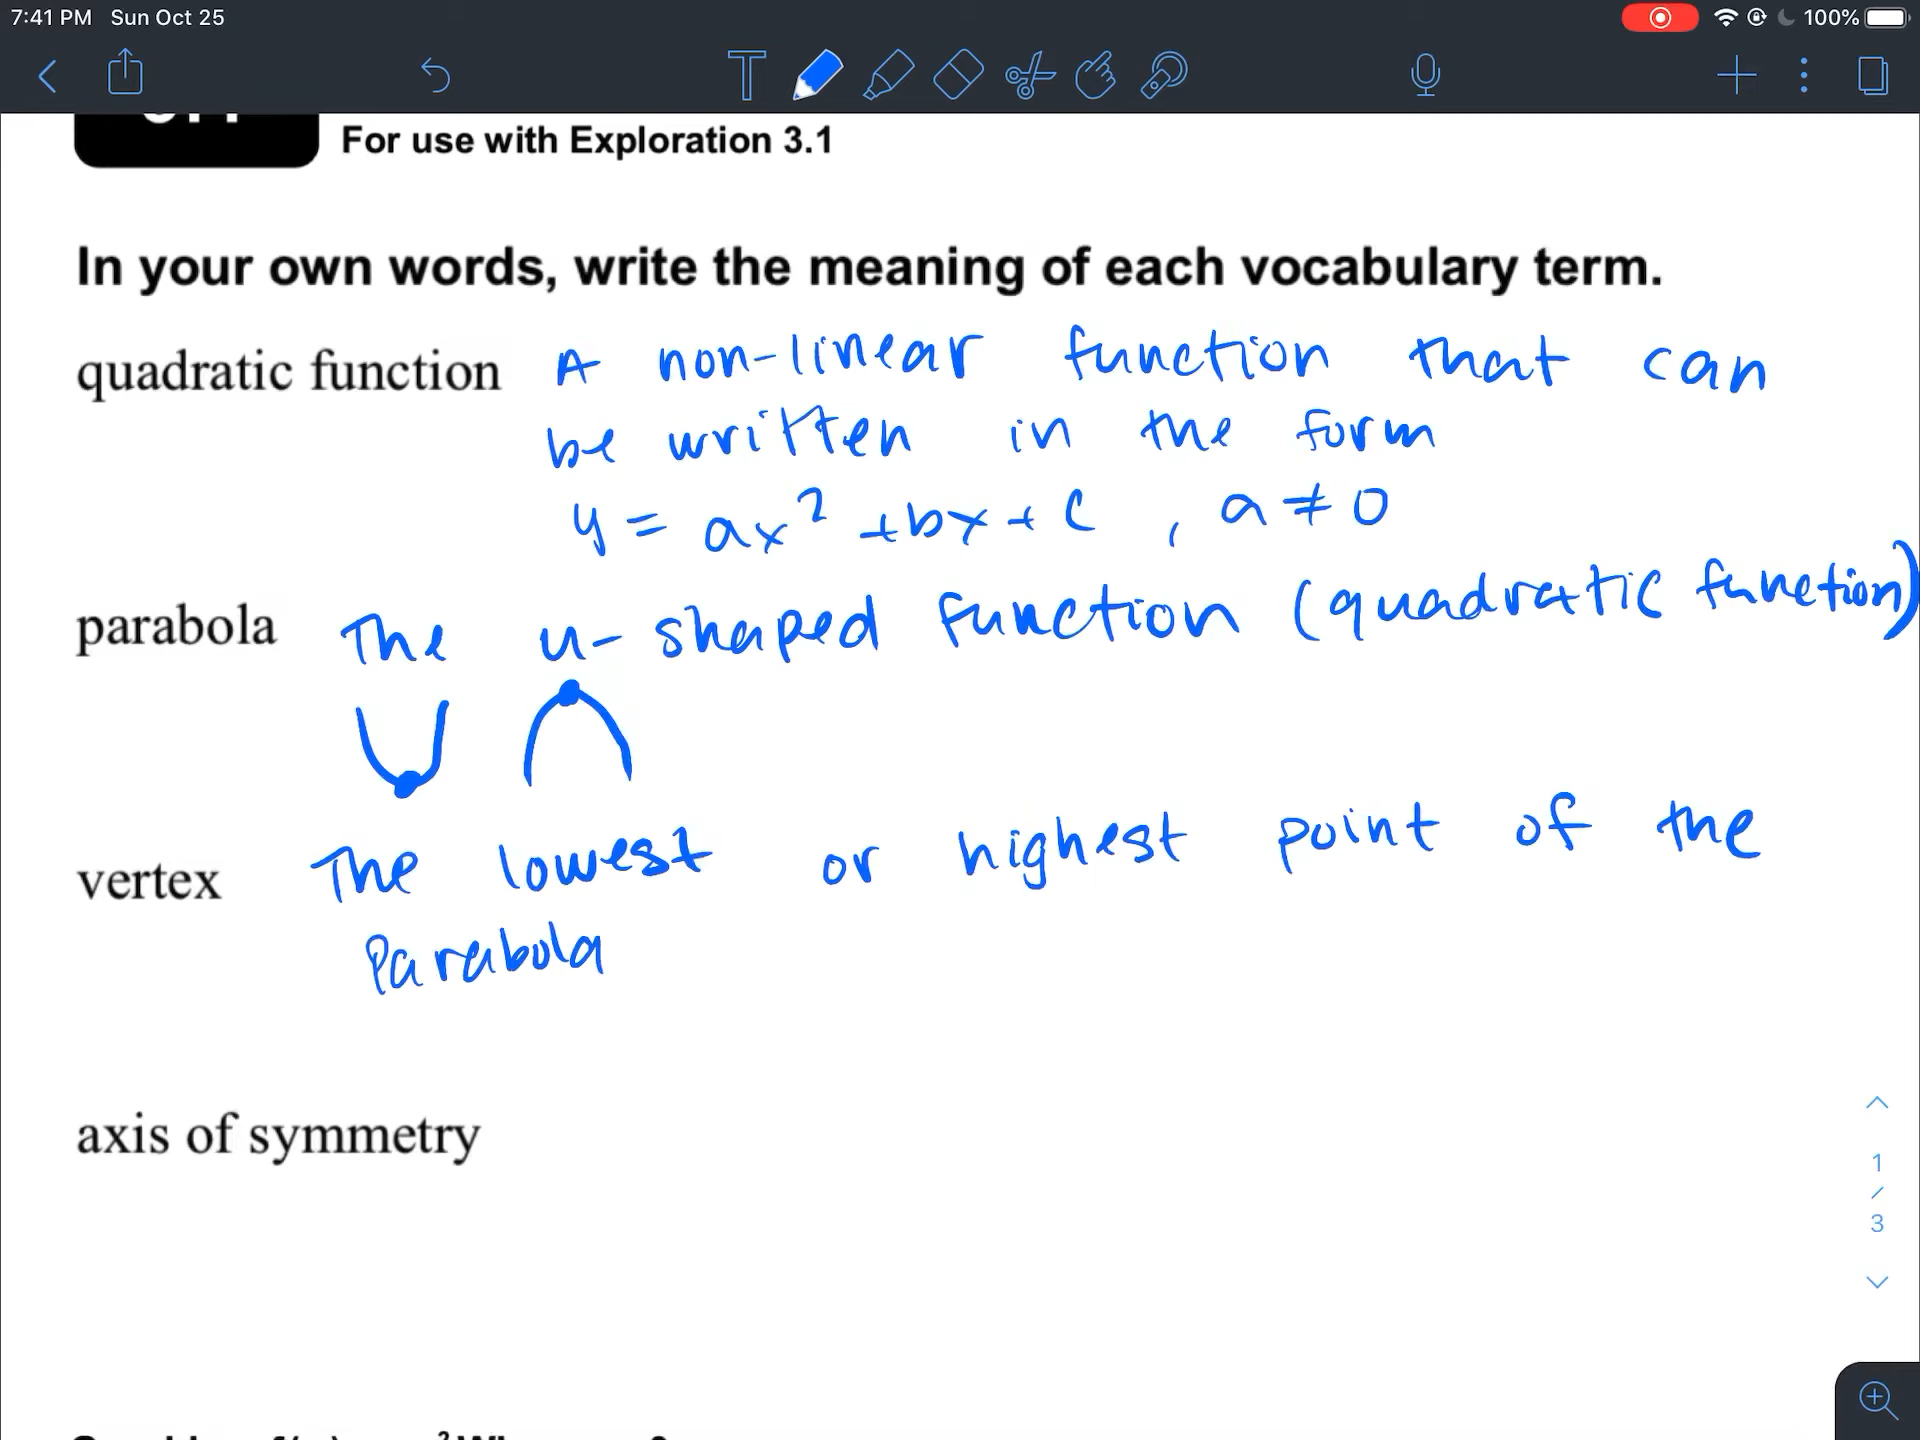 7:41 PM Sun Oct 25
100%
For use with Exploration 3.1
In your own words, write the meaning of each vocabulary term.
quadratic function A non-linear function that can
be written in the form
y = ax² + bx + c , a ≠ 0
parabola The u-shaped function (quadratic function)
vertex The lowest or highest point of the
Parabola
axis of symmetry
1
/
3